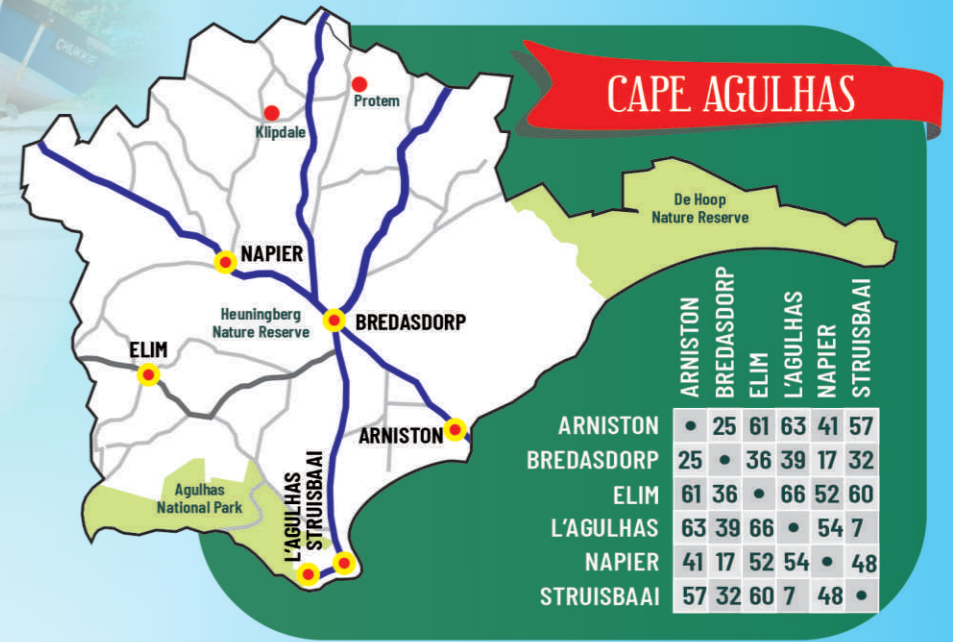 CHUKKIE
CAPE AGULHAS
Protem
Klipdale
De Hoop
Nature Reserve
NAPIER
Heuningberg
Nature Reserve
BREDASDORP
ELIM
ARNISTON
Agulhas
National Park
L'AGULHAS
STRUISBAAI
ARNISTON BREDASDORP ELIM L'AGULHAS NAPIER STRUISBAAI
ARNISTON • 25 61 63 41 57
BREDASDORP 25 • 36 39 17 32
ELIM 61 36 • 66 52 60
L'AGULHAS 63 39 66 • 54 7
NAPIER 41 17 52 54 • 48
STRUISBAAI 57 32 60 7 48 •